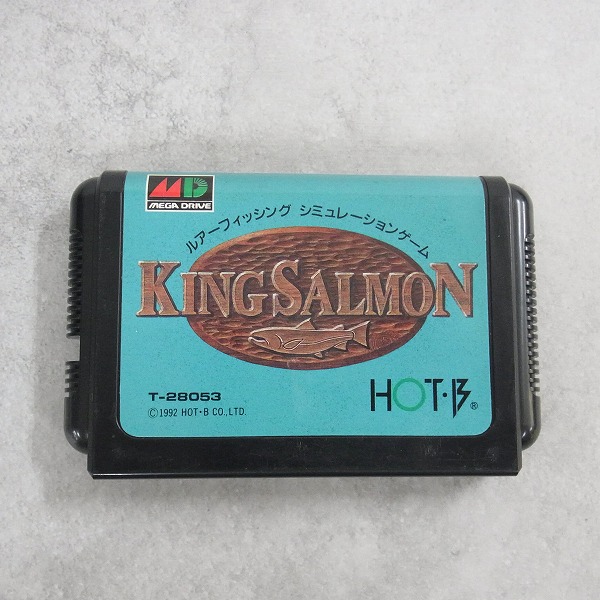 MD
MEGA DRIVE
ルアーフィッシング シミュレーションゲーム
KING SALMON
T-28053
©1992 HOT・B CO.,LTD.
HOT・B®